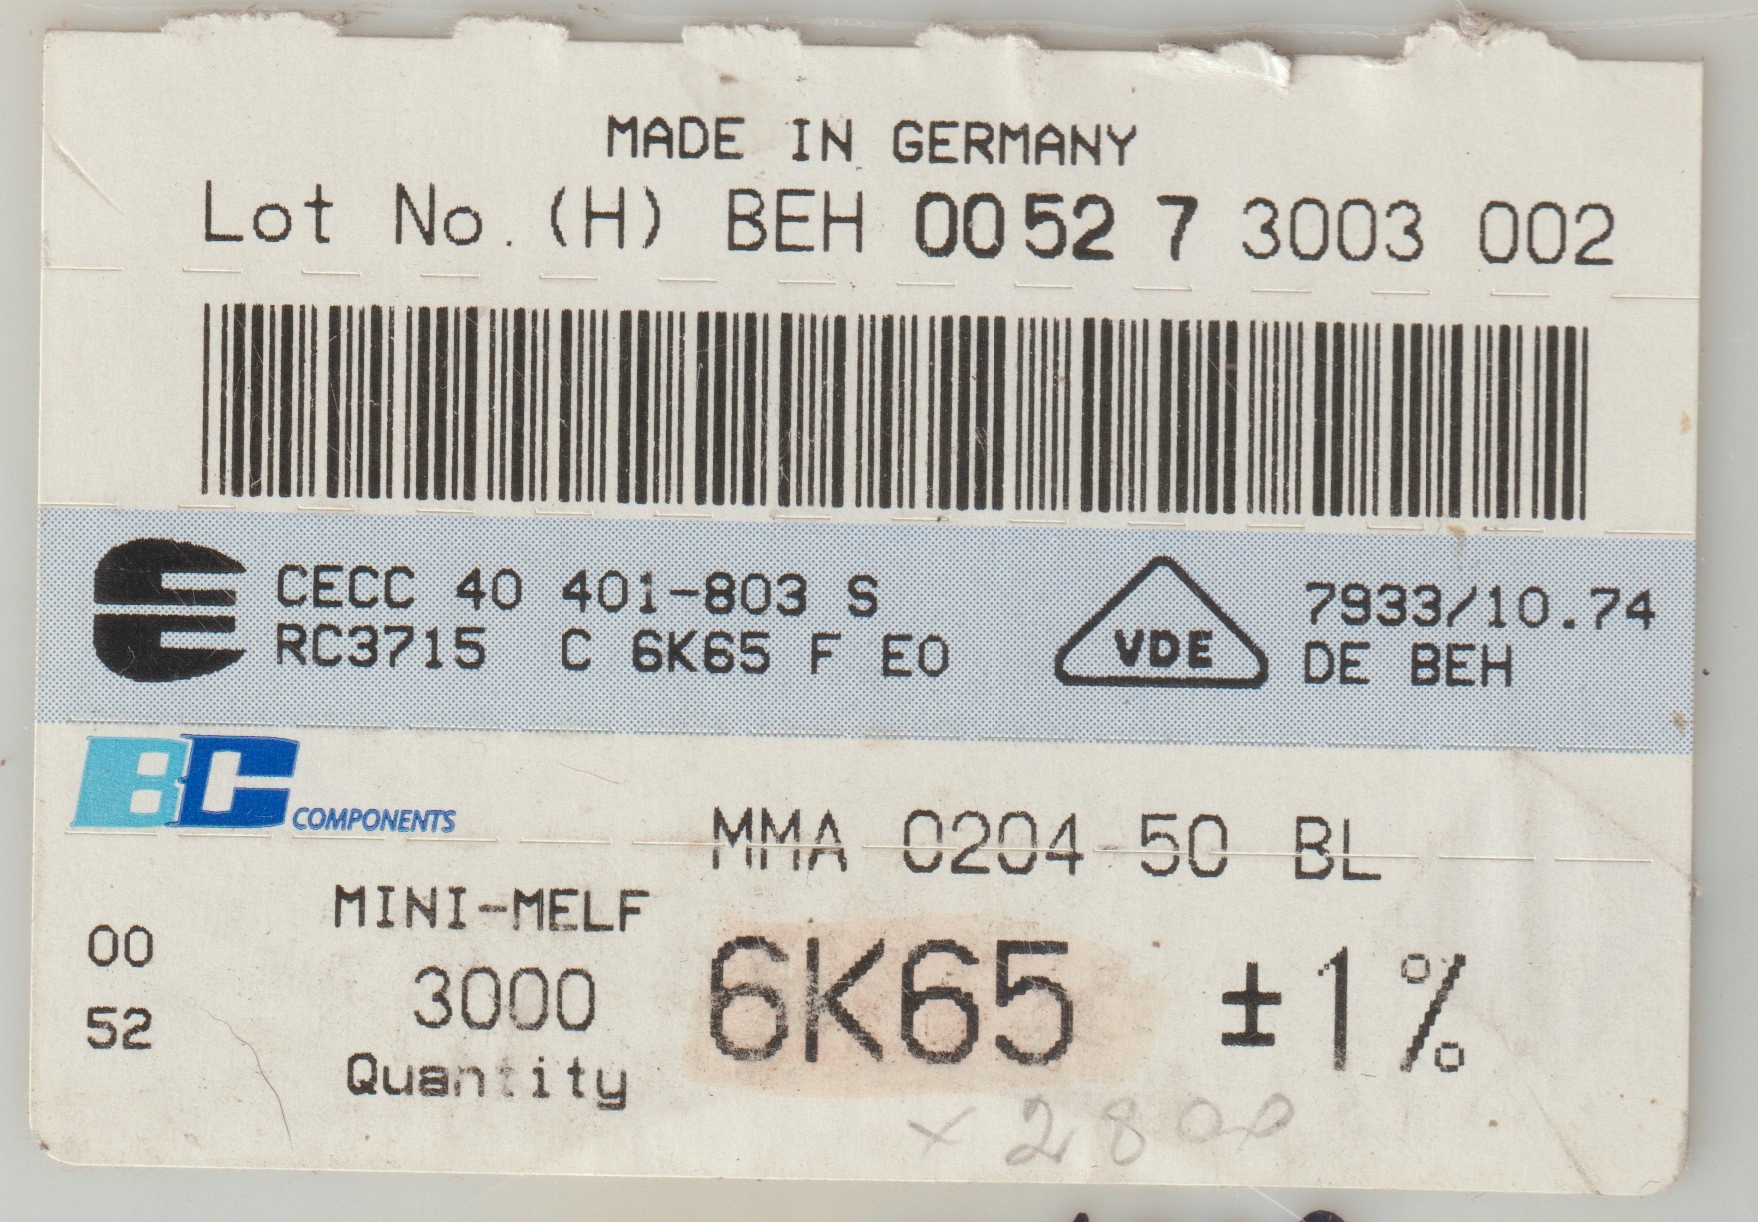 MADE IN GERMANY
Lot No. (H) BEH 0052 7 3003 002
CECC 40 401-803 S
RC3715 C 6K65 F E0
VDE
7933/10.74
DE BEH
BC COMPONENTS
MMA 0204-50 BL
MINI-MELF
00
52
3000
Quantity
6K65 ±1%
x 2800